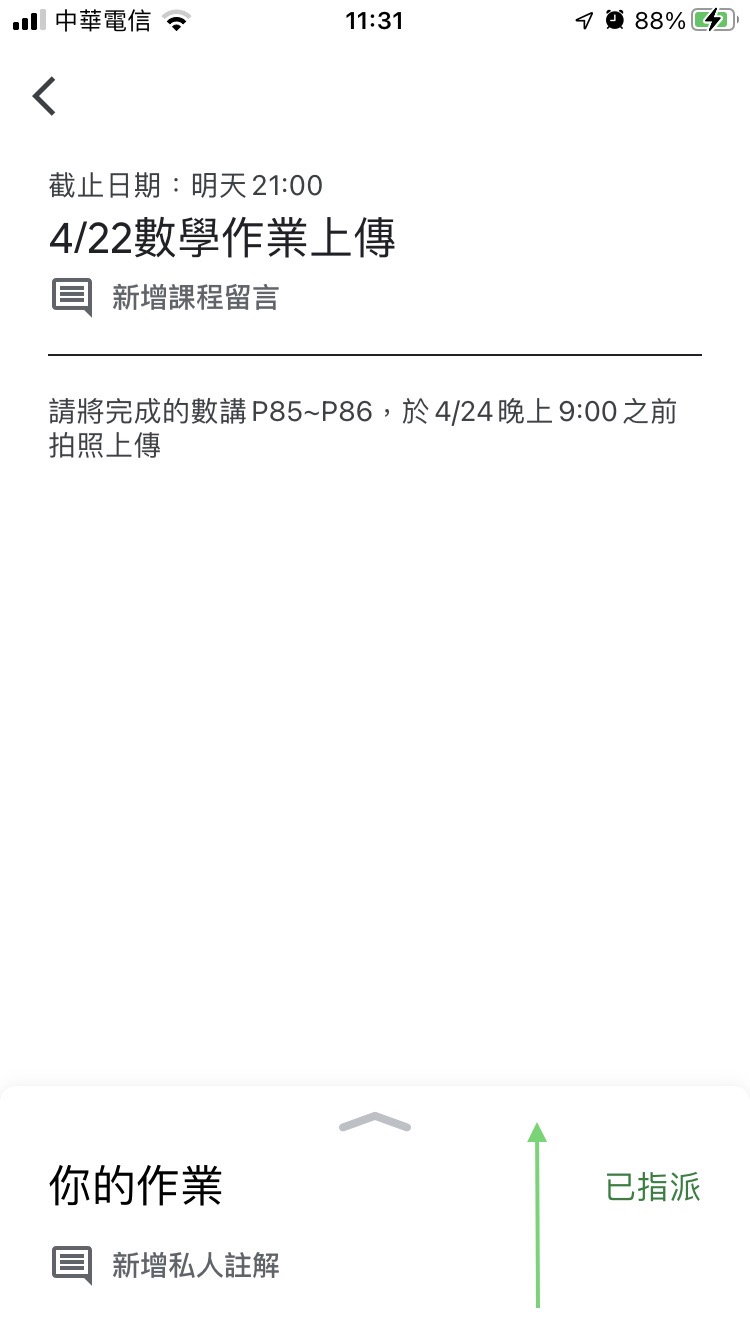 中華電信
11:31
88%
截止日期：明天 21:00
4/22數學作業上傳
新增課程留言
請將完成的數講 P85~P86，於 4/24 晚上 9:00 之前
拍照上傳
你的作業
已指派
新增私人註解